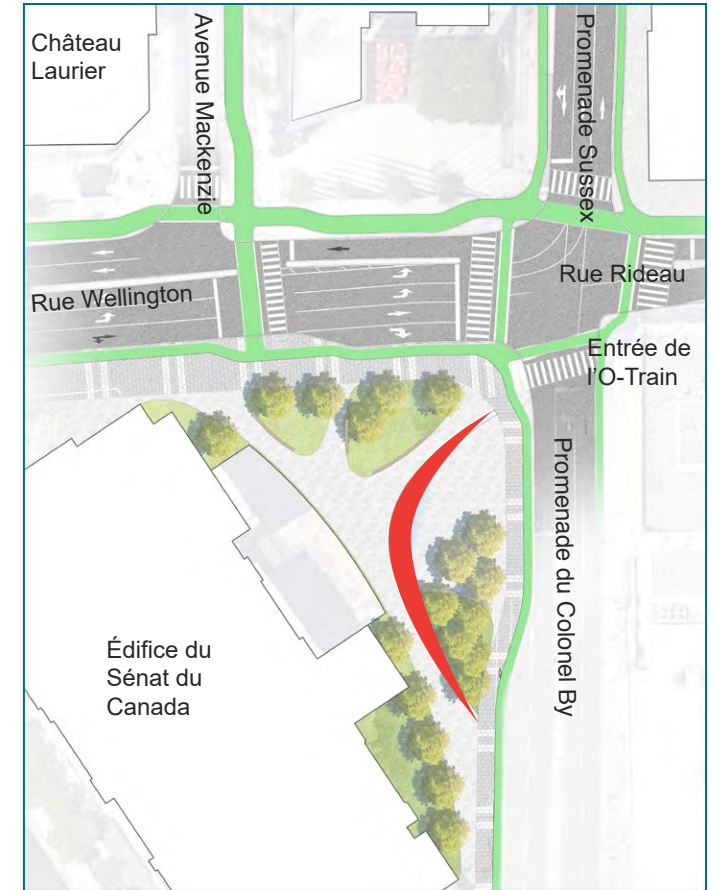 Château
Laurier
Avenue Mackenzie
Promenade Sussex
Rue Rideau
Rue Wellington
Entrée de
l'O-Train
Promenade du Colonel By
Édifice du
Sénat du
Canada